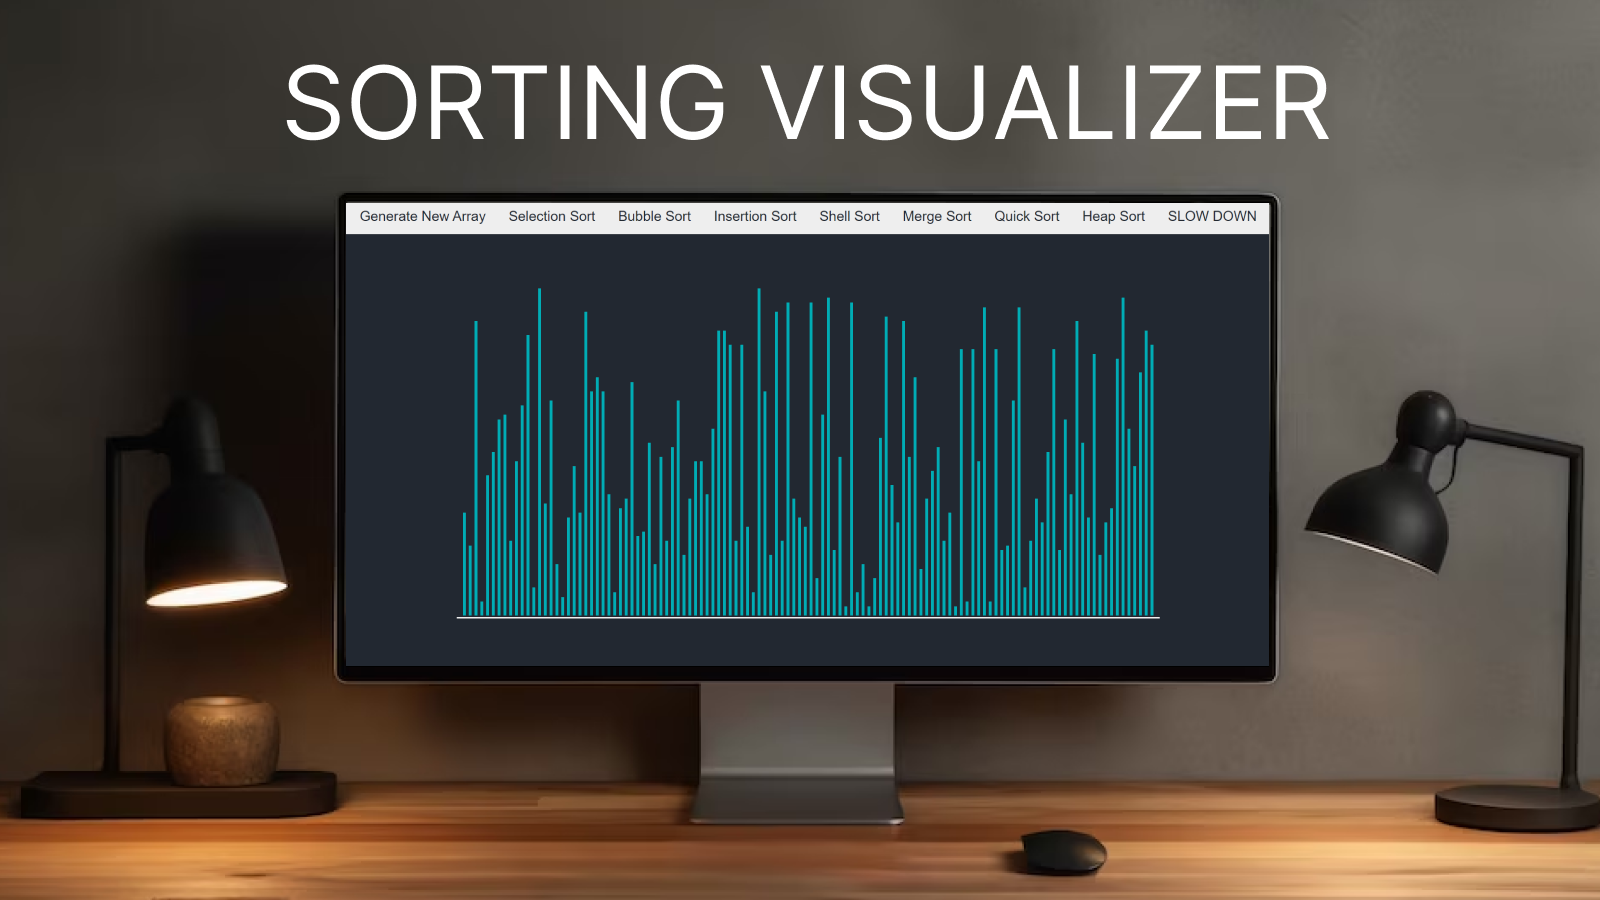 SORTING VISUALIZER
Generate New Array Selection Sort Bubble Sort Insertion Sort Shell Sort Merge Sort Quick Sort Heap Sort SLOW DOWN